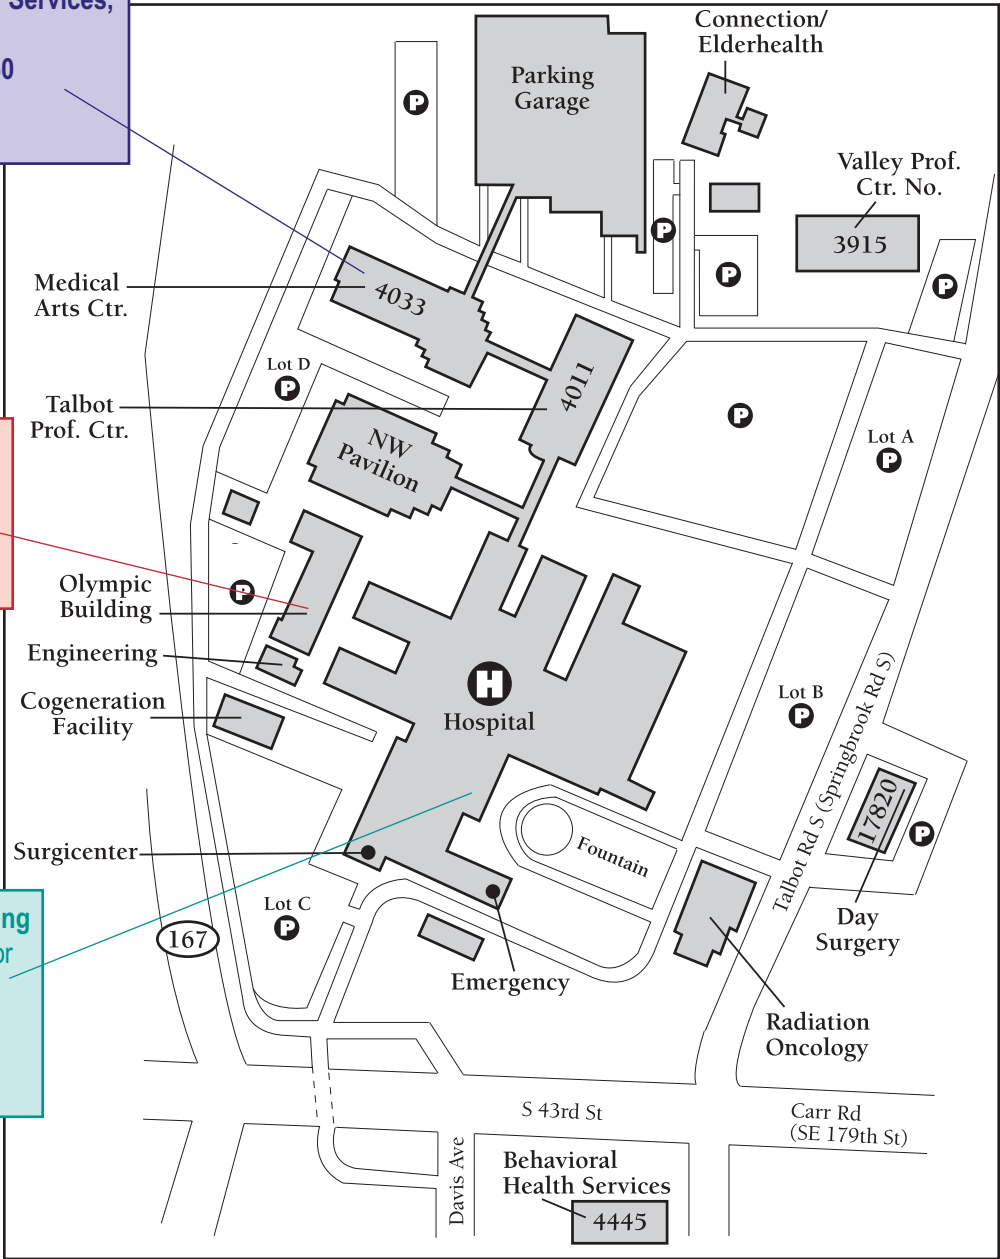 Services,
0
Connection/
Elderhealth
Parking
Garage
P
Valley Prof.
Ctr. No.
3915
P
P
P
Medical
Arts Ctr.
4033
Lot D
P
4011
Talbot
Prof. Ctr.
P
NW
Pavilion
Lot A
P
Olympic
Building
P
Engineering
Cogeneration
Facility
H
Hospital
Lot B
P
Talbot Rd S (Springbrook Rd S)
17820
P
Fountain
Surgicenter
Day
Surgery
ng
or
Lot C
P
167
Emergency
Radiation
Oncology
S 43rd St
Carr Rd
(SE 179th St)
Davis Ave
Behavioral
Health Services
4445